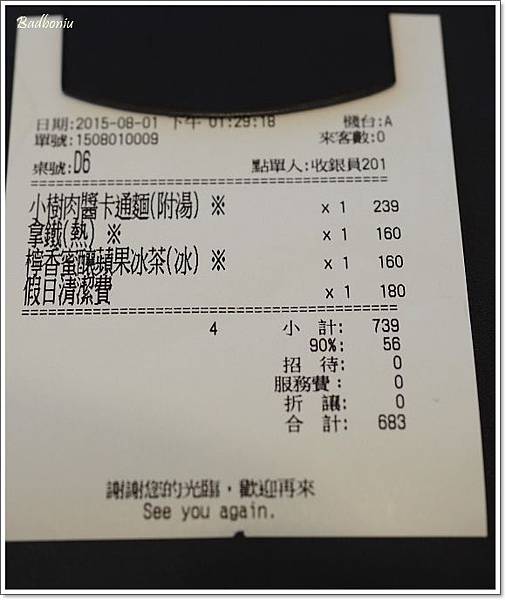 Badboniu
日期:2015-08-01 下午 01:29:18 機台:A
單號:1508010009 來客數:0
桌號:D6 點單人:收銀員201
==========================================
小樹肉醬卡通麵(附湯) ※ x 1 239
拿鐵(熱) ※ x 1 160
檸香蜜釀蘋果冰茶(冰) ※ x 1 160
假日清潔費 x 1 180
==========================================
4 小 計: 739
90%: 56
招 待: 0
服務費: 0
折 讓: 0
合 計: 683
謝謝您的光臨,歡迎再來
See you again.